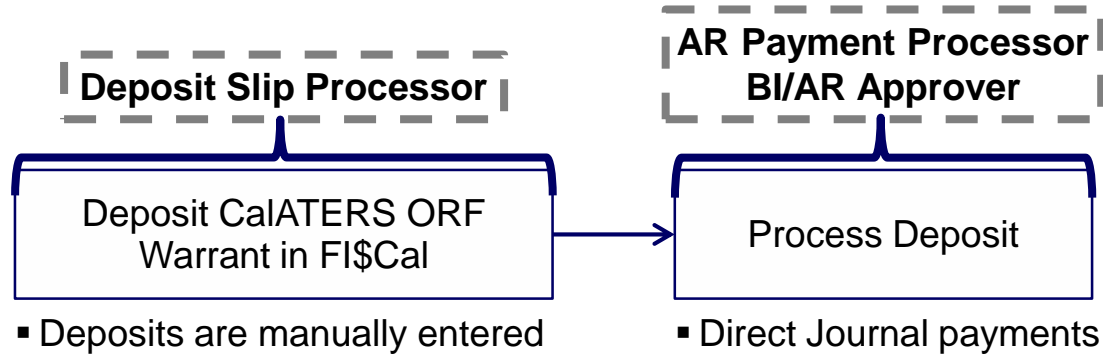 Deposit Slip Processor
AR Payment Processor
BI/AR Approver
Deposit CalATERS ORF
Warrant in FI$Cal
Process Deposit
▪ Deposits are manually entered
▪ Direct Journal payments